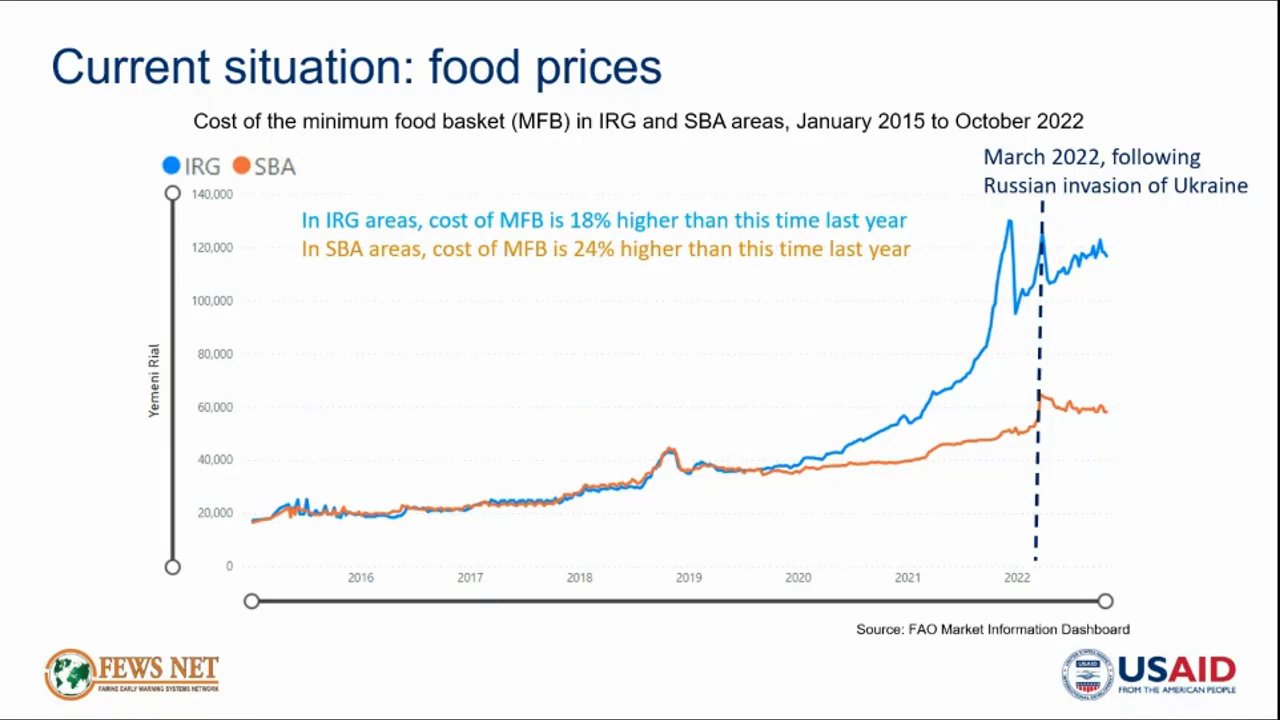 Current situation: food prices
Cost of the minimum food basket (MFB) in IRG and SBA areas, January 2015 to October 2022
IRG SBA
March 2022, following
Russian invasion of Ukraine
In IRG areas, cost of MFB is 18% higher than this time last year
In SBA areas, cost of MFB is 24% higher than this time last year
Yemeni Rial
140,000
120,000
100,000
80,000
60,000
40,000
20,000
0
2016 2017 2018 2019 2020 2021 2022
Source: FAO Market Information Dashboard
FEWS NET
FAMINE EARLY WARNING SYSTEMS NETWORK
USAID
USAID
FROM THE AMERICAN PEOPLE